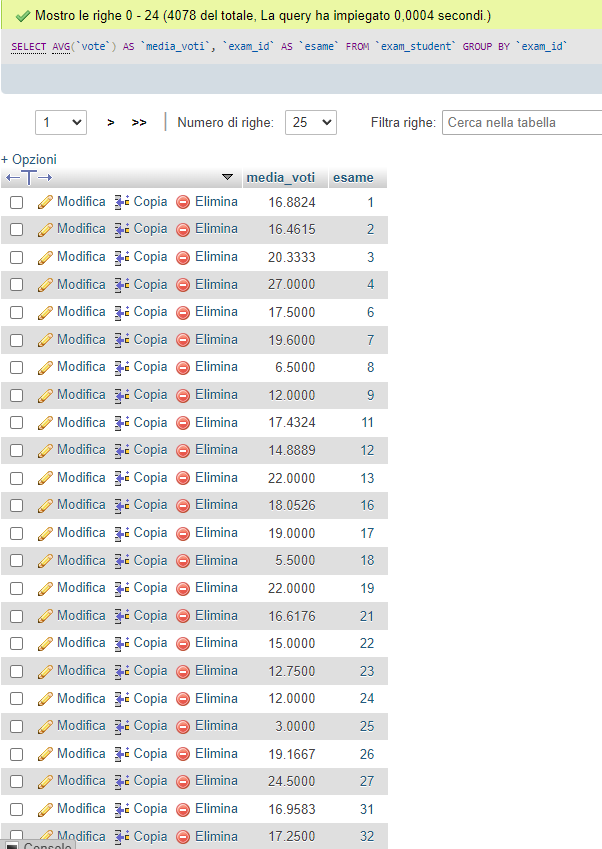 Mostro le righe 0 - 24 (4078 del totale, La query ha impiegato 0,0004 secondi.)
SELECT AVG(`vote`) AS `media_voti`, `exam_id` AS `esame` FROM `exam_student` GROUP BY `exam_id`
1 > >> | Numero di righe: 25 Filtra righe: Cerca nella tabella
+ Opzioni
←T→ media_voti esame
Modifica Copia Elimina 16.8824 1
Modifica Copia Elimina 16.4615 2
Modifica Copia Elimina 20.3333 3
Modifica Copia Elimina 27.0000 4
Modifica Copia Elimina 17.5000 6
Modifica Copia Elimina 19.6000 7
Modifica Copia Elimina 6.5000 8
Modifica Copia Elimina 12.0000 9
Modifica Copia Elimina 17.4324 11
Modifica Copia Elimina 14.8889 12
Modifica Copia Elimina 22.0000 13
Modifica Copia Elimina 18.0526 16
Modifica Copia Elimina 19.0000 17
Modifica Copia Elimina 5.5000 18
Modifica Copia Elimina 22.0000 19
Modifica Copia Elimina 16.6176 21
Modifica Copia Elimina 15.0000 22
Modifica Copia Elimina 12.7500 23
Modifica Copia Elimina 12.0000 24
Modifica Copia Elimina 3.0000 25
Modifica Copia Elimina 19.1667 26
Modifica Copia Elimina 24.5000 27
Modifica Copia Elimina 16.9583 31
Modifica Copia Elimina 17.2500 32
Console